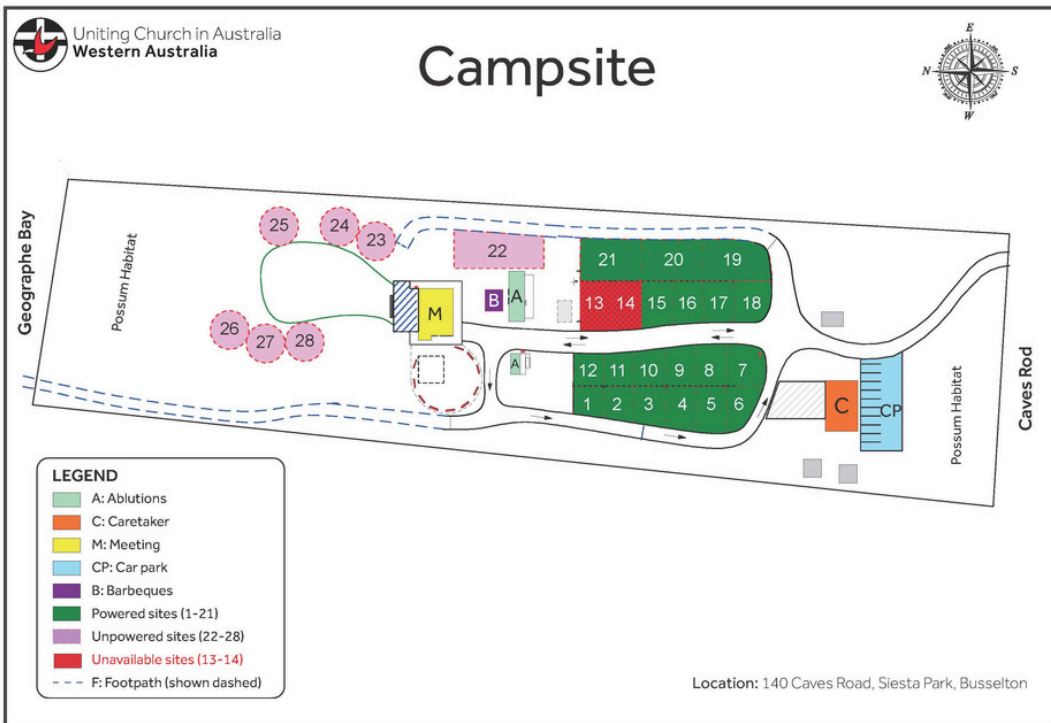 Uniting Church in Australia
Western Australia
Campsite
E
N
S
W
Geographe Bay
Possum Habitat
25
24
23
22
21
20
19
B
A
M
13
14
15
16
17
18
26
27
28
A
12
11
10
9
8
7
1
2
3
4
5
6
C
CP
Possum Habitat
Caves Rod
LEGEND
A: Ablutions
C: Caretaker
M: Meeting
CP: Car park
B: Barbeques
Powered sites (1-21)
Unpowered sites (22-28)
Unavailable sites (13-14)
F: Footpath (shown dashed)
Location: 140 Caves Road, Siesta Park, Busselton